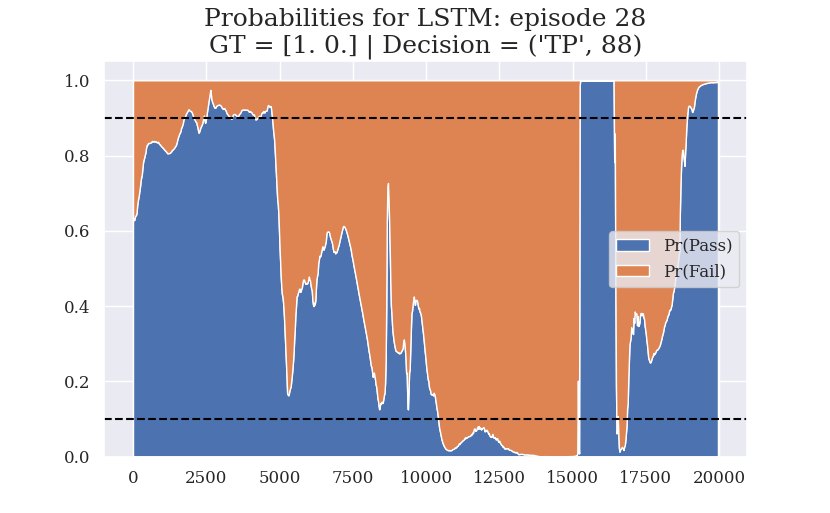 Probabilities for LSTM: episode 28
GT = [1. 0.] | Decision = ('TP', 88)
1.0
0.8
0.6
0.4
0.2
0.0
Pr(Pass)
Pr(Fail)
0 2500 5000 7500 10000 12500 15000 17500 20000